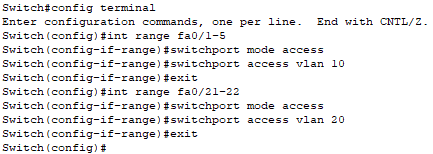 Switch#config terminal
Enter configuration commands, one per line.  End with CNTL/Z.
Switch(config)#int range fa0/1-5
Switch(config-if-range)#switchport mode access
Switch(config-if-range)#switchport access vlan 10
Switch(config-if-range)#exit
Switch(config)#int range fa0/21-22
Switch(config-if-range)#switchport mode access
Switch(config-if-range)#switchport access vlan 20
Switch(config-if-range)#exit
Switch(config)#